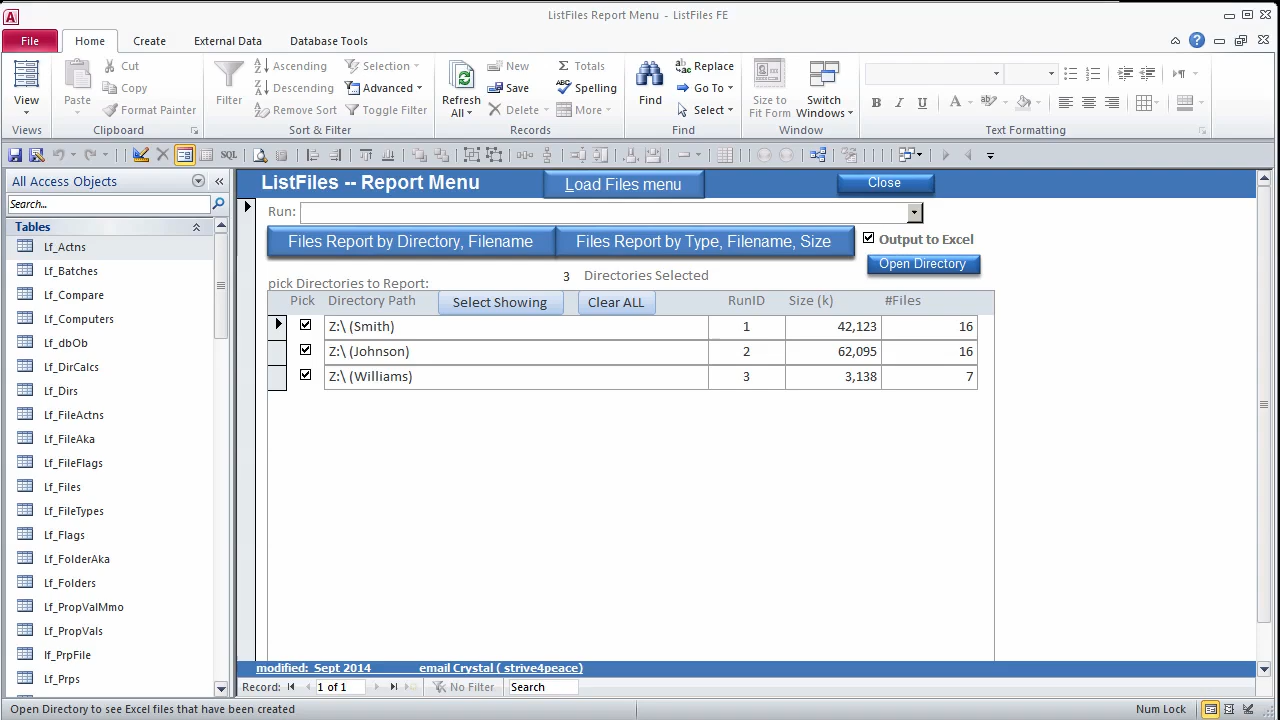 ListFiles Report Menu - ListFiles FE
File Home Create External Data Database Tools
View
Views
Paste
Cut
Copy
Format Painter
Clipboard
Filter
Ascending
Descending
Remove Sort
Selection
Advanced
Toggle Filter
Sort & Filter
Refresh All
New
Save
Delete
Totals
Spelling
More
Records
Find
Replace
Go To
Select
Find
Size to Fit Form
Switch Windows
Window
Text Formatting
SQL
All Access Objects
Search...
Tables
Lf_Actns
Lf_Batches
Lf_Compare
Lf_Computers
Lf_dbOb
Lf_DirCalcs
Lf_Dirs
Lf_FileActns
Lf_FileAka
Lf_FileFlags
Lf_Files
Lf_FileTypes
Lf_Flags
Lf_FolderAka
Lf_Folders
Lf_PropValMmo
Lf_PropVals
lf_PrpFile
Lf_Prps
ListFiles -- Report Menu Load Files menu Close
Run:
Files Report by Directory, Filename Files Report by Type, Filename, Size Output to Excel
Open Directory
pick Directories to Report: 3 Directories Selected
Pick Directory Path Select Showing Clear ALL RunID Size (k) #Files
Z:\ (Smith) 1 42,123 16
Z:\ (Johnson) 2 62,095 16
Z:\ (Williams) 3 3,138 7
modified: Sept 2014 email Crystal ( strive4peace)
Record: 1 of 1 No Filter Search
Open Directory to see Excel files that have been created Num Lock